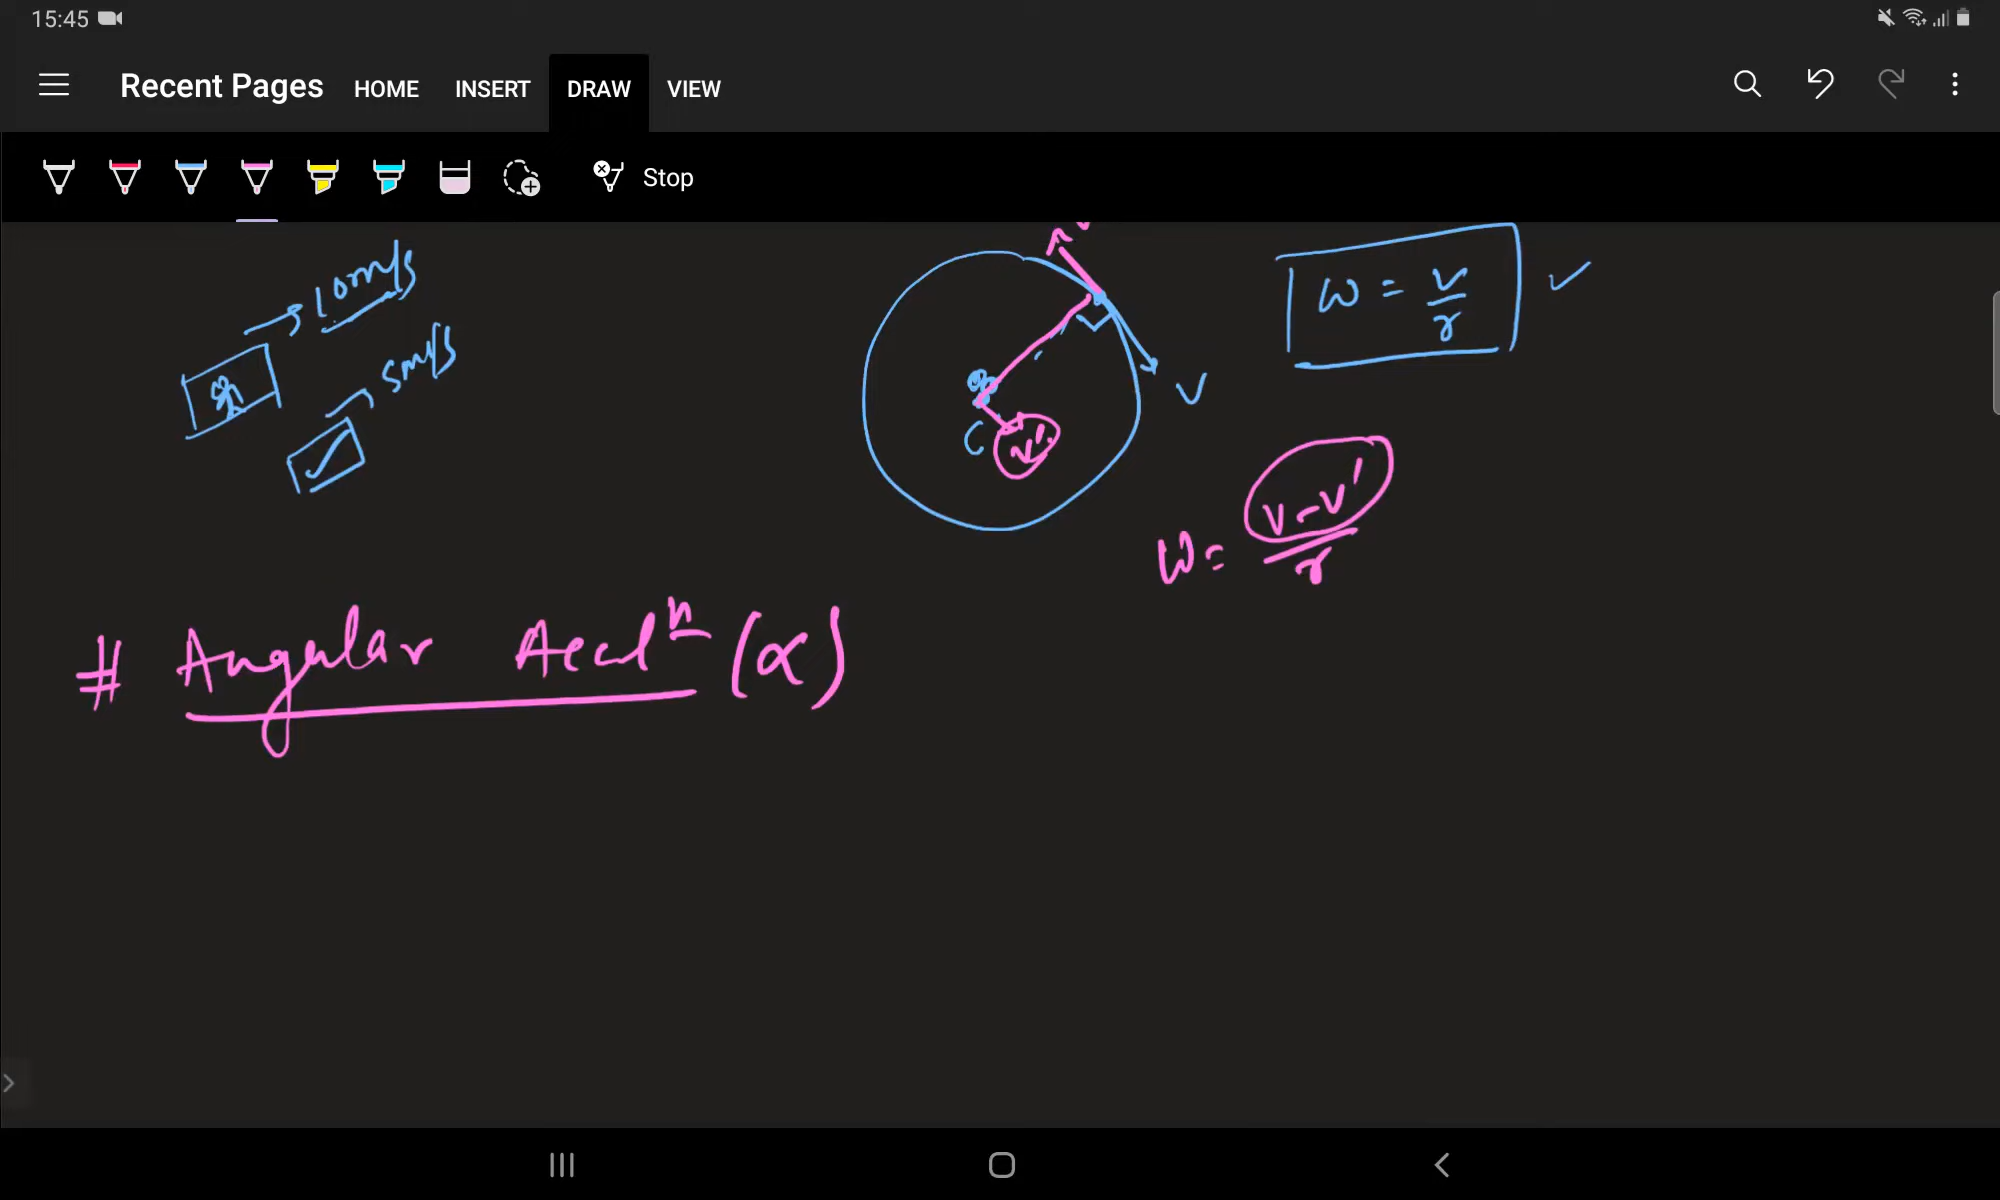 15:45
Recent Pages HOME INSERT DRAW VIEW
Stop
10m/s
5m/s
V
C
v'
ω = v/r
ω = v-v'/r
# Angular Acclⁿ (α)